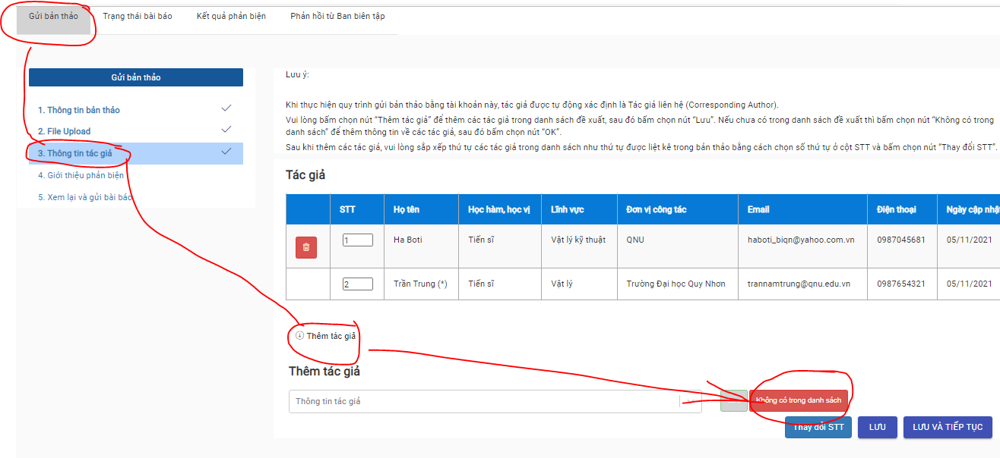 Gửi bản thảo
Trạng thái bài báo
Kết quả phản biện
Phản hồi từ Ban biên tập
Gửi bản thảo
1. Thông tin bản thảo
2. File Upload
3. Thông tin tác giả
4. Giới thiệu phản biện
5. Xem lại và gửi bài báo
Lưu ý:
Khi thực hiện quy trình gửi bản thảo bằng tài khoản này, tác giả được tự động xác định là Tác giả liên hệ (Corresponding Author).
Vui lòng bấm chọn nút “Thêm tác giả” để thêm các tác giả trong danh sách đề xuất, sau đó bấm chọn nút “Lưu”. Nếu chưa có trong danh sách đề xuất thì bấm chọn nút “Không có trong
danh sách” để thêm thông tin về các tác giả, sau đó bấm chọn nút “OK”.
Sau khi thêm các tác giả, vui lòng sắp xếp thứ tự các tác giả trong danh sách như thứ tự được liệt kê trong bản thảo bằng cách chọn số thứ tự ở cột STT và bấm chọn nút “Thay đổi STT”.
Tác giả
STT Họ tên Học hàm, học vị Lĩnh vực Đơn vị công tác Email Điện thoại Ngày cập nhậ
1 Ha Boti Tiến sĩ Vật lý kỹ thuật QNU haboti_biqn@yahoo.com.vn 0987045681 05/11/2021
2 Trần Trung (*) Tiến sĩ Vật lý Trường Đại học Quy Nhơn trannamtrung@qnu.edu.vn 0987654321 05/11/2021
Thêm tác giả
Thêm tác giả
Thông tin tác giả
Không có trong danh sách
Thay đổi STT
LƯU
LƯU VÀ TIẾP TỤC